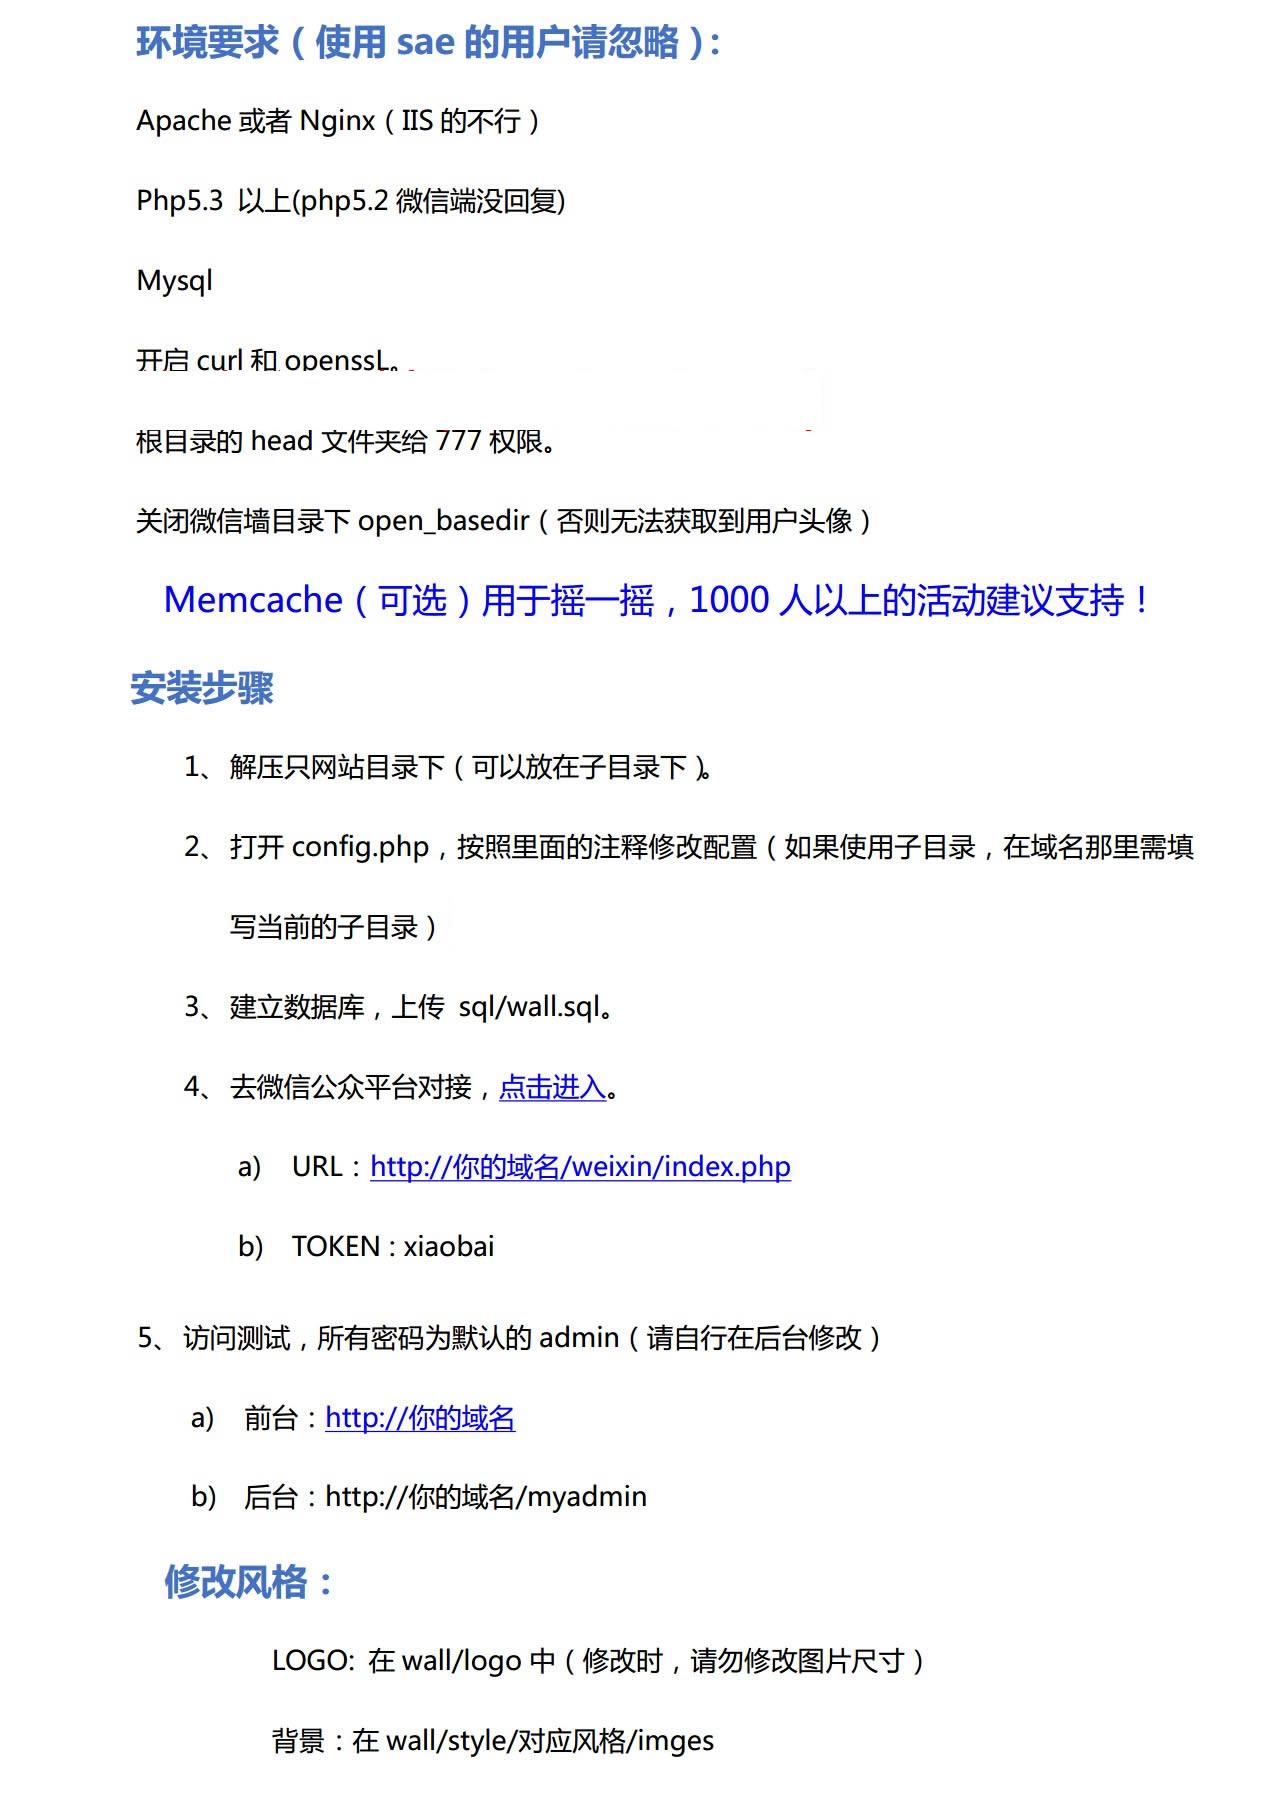 环境要求（使用 sae 的用户请忽略）：
Apache 或者 Nginx（IIS 的不行）
Php5.3 以上(php5.2 微信端没回复)
Mysql
开启 curl 和 openssL。
根目录的 head 文件夹给 777 权限。
关闭微信墙目录下 open_basedir（否则无法获取到用户头像）
Memcache（可选）用于摇一摇，1000 人以上的活动建议支持！
安装步骤
1、 解压只网站目录下（可以放在子目录下）。
2、 打开 config.php，按照里面的注释修改配置（如果使用子目录，在域名那里需填
写当前的子目录）
3、 建立数据库，上传 sql/wall.sql。
4、 去微信公众平台对接，点击进入。
a) URL：http://你的域名/weixin/index.php
b) TOKEN：xiaobai
5、 访问测试，所有密码为默认的 admin（请自行在后台修改）
a) 前台：http://你的域名
b) 后台：http://你的域名/myadmin
修改风格：
LOGO: 在 wall/logo 中（修改时，请勿修改图片尺寸）
背景：在 wall/style/对应风格/imges